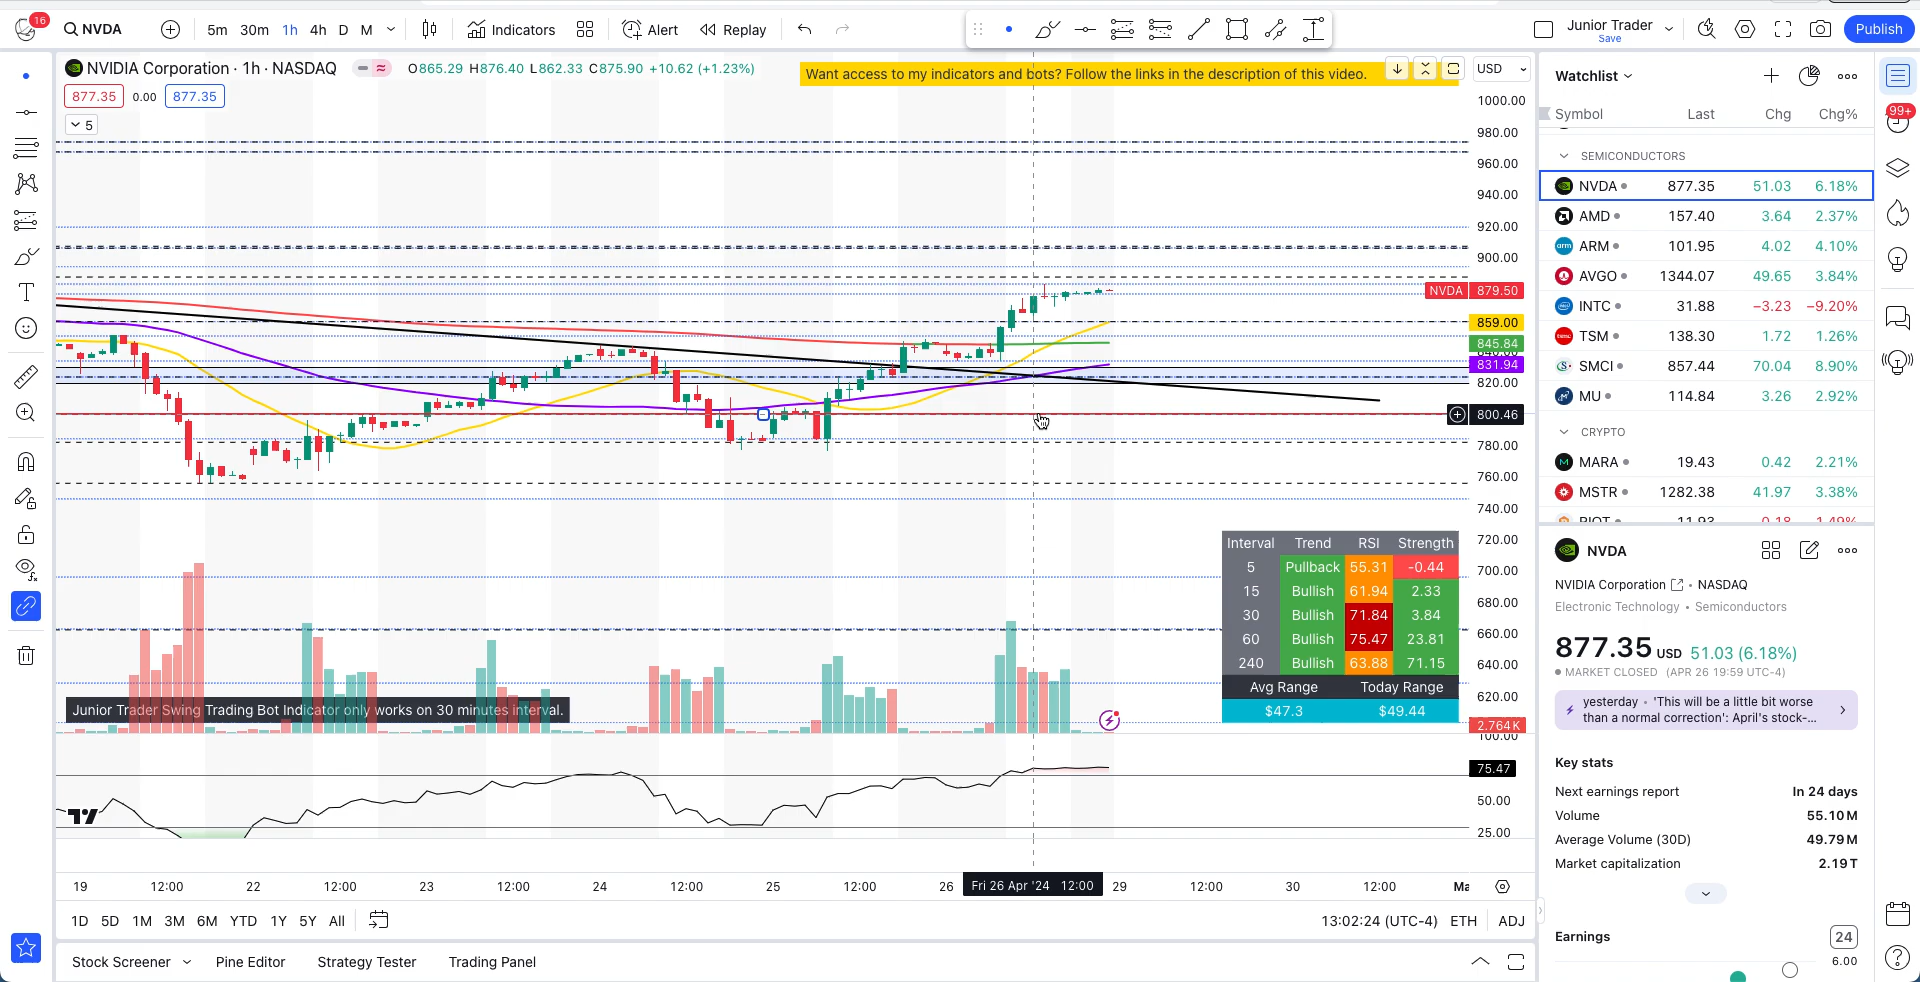 16
NVDA
5m 30m 1h 4h D M
Indicators
Alert
Replay
Junior Trader
Save
Publish
NVIDIA Corporation · 1h · NASDAQ
O865.29 H876.40 L862.33 C875.90 +10.62 (+1.23%)
877.35 0.00 877.35
5
Want access to my indicators and bots? Follow the links in the description of this video.
USD
1000.00
980.00
960.00
940.00
920.00
900.00
NVDA 879.50
859.00
845.84
831.94
820.00
800.46
780.00
760.00
740.00
720.00
700.00
680.00
660.00
640.00
620.00
2.764K
100.00
75.47
50.00
25.00
Interval Trend RSI Strength
5 Pullback 55.31 -0.44
15 Bullish 61.94 2.33
30 Bullish 71.84 3.84
60 Bullish 75.47 23.81
240 Bullish 63.88 71.15
Avg Range Today Range
$47.3 $49.44
Junior Trader Swing Trading Bot Indicator only works on 30 minutes interval.
19 12:00 22 12:00 23 12:00 24 12:00 25 12:00 26 Fri 26 Apr '24 12:00 29 12:00 30 12:00 Ma
1D 5D 1M 3M 6M YTD 1Y 5Y All
13:02:24 (UTC-4) ETH ADJ
Stock Screener Pine Editor Strategy Tester Trading Panel
Watchlist
Symbol Last Chg Chg%
SEMICONDUCTORS
NVDA 877.35 51.03 6.18%
AMD 157.40 3.64 2.37%
ARM 101.95 4.02 4.10%
AVGO 1344.07 49.65 3.84%
INTC 31.88 −3.23 −9.20%
TSM 138.30 1.72 1.26%
SMCI 857.44 70.04 8.90%
MU 114.84 3.26 2.92%
CRYPTO
MARA 19.43 0.42 2.21%
MSTR 1282.38 41.97 3.38%
RIOT 11.93 0.18 1.49%
99+
NVDA
NVIDIA Corporation • NASDAQ
Electronic Technology • Semiconductors
877.35 USD 51.03 (6.18%)
MARKET CLOSED (APR 26 19:59 UTC-4)
yesterday • 'This will be a little bit worse
than a normal correction': April's stock-...
Key stats
Next earnings report In 24 days
Volume 55.10M
Average Volume (30D) 49.79M
Market capitalization 2.19T
Earnings 24
6.00